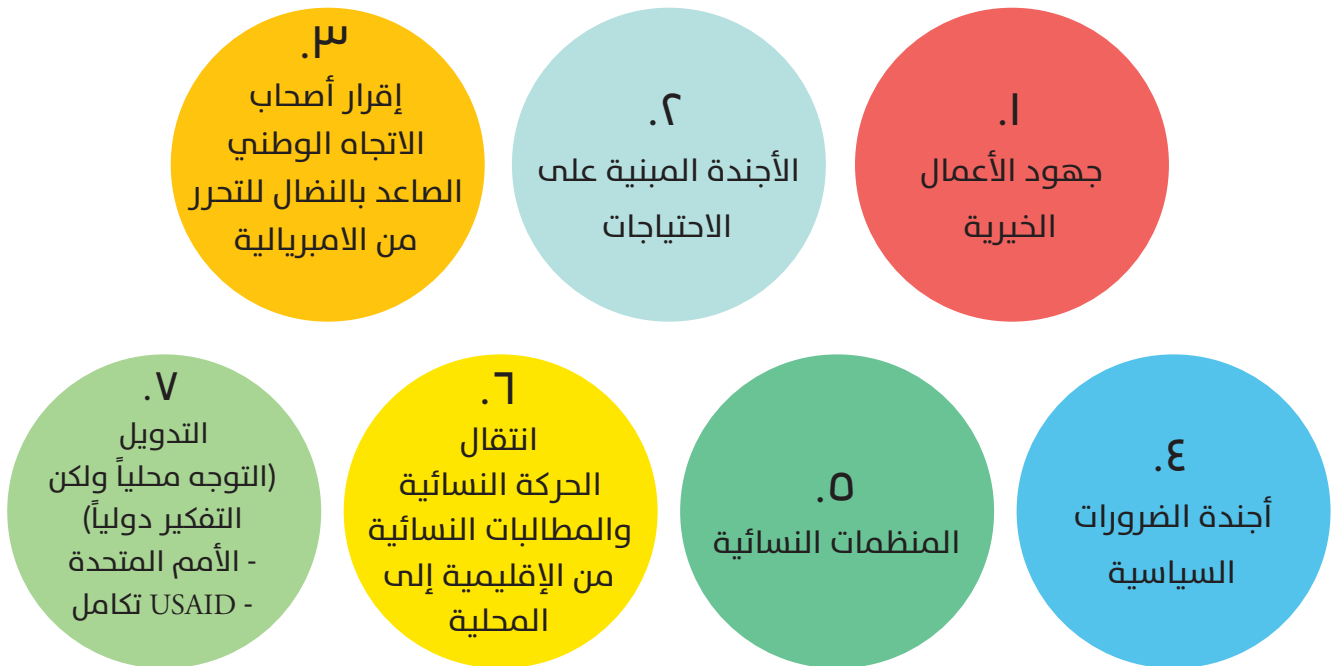 .١
جهود الأعمال
الخيرية
.٢
الأجندة المبنية على
الاحتياجات
.٣
إقرار أصحاب
الاتجاه الوطني
الصاعد بالنضال للتحرر
من الامبريالية
.٤
أجندة الضرورات
السياسية
.٥
المنظمات النسائية
.٦
انتقال
الحركة النسائية
والمطالبات النسائية
من الإقليمية إلى
المحلية
.٧
التدويل
(التوجه محلياً ولكن
التفكير دولياً)
- الأمم المتحدة
- USAID تكامل